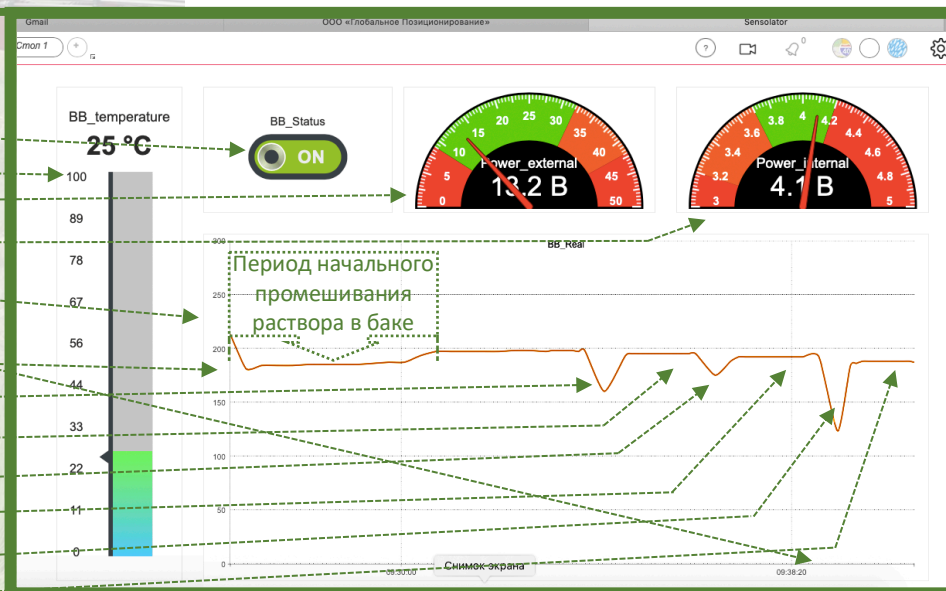 Gmail
ООО «Глобальное Позиционирование»
Sensolator
Стол 1
+
?
0
BB_temperature
25 °C
100
89
78
67
56
44
33
22
11
0
BB_Status
ON
0
5
10
15
20
25
30
35
40
45
50
Power_external
13.2 В
3
3.2
3.4
3.6
3.8
4
4.2
4.4
4.6
4.8
5
Power_internal
4.1 В
BB_Real
300
250
200
150
100
50
0
Период начального
промешивания
раствора в баке
09:30:00
09:38:20
Снимок экрана